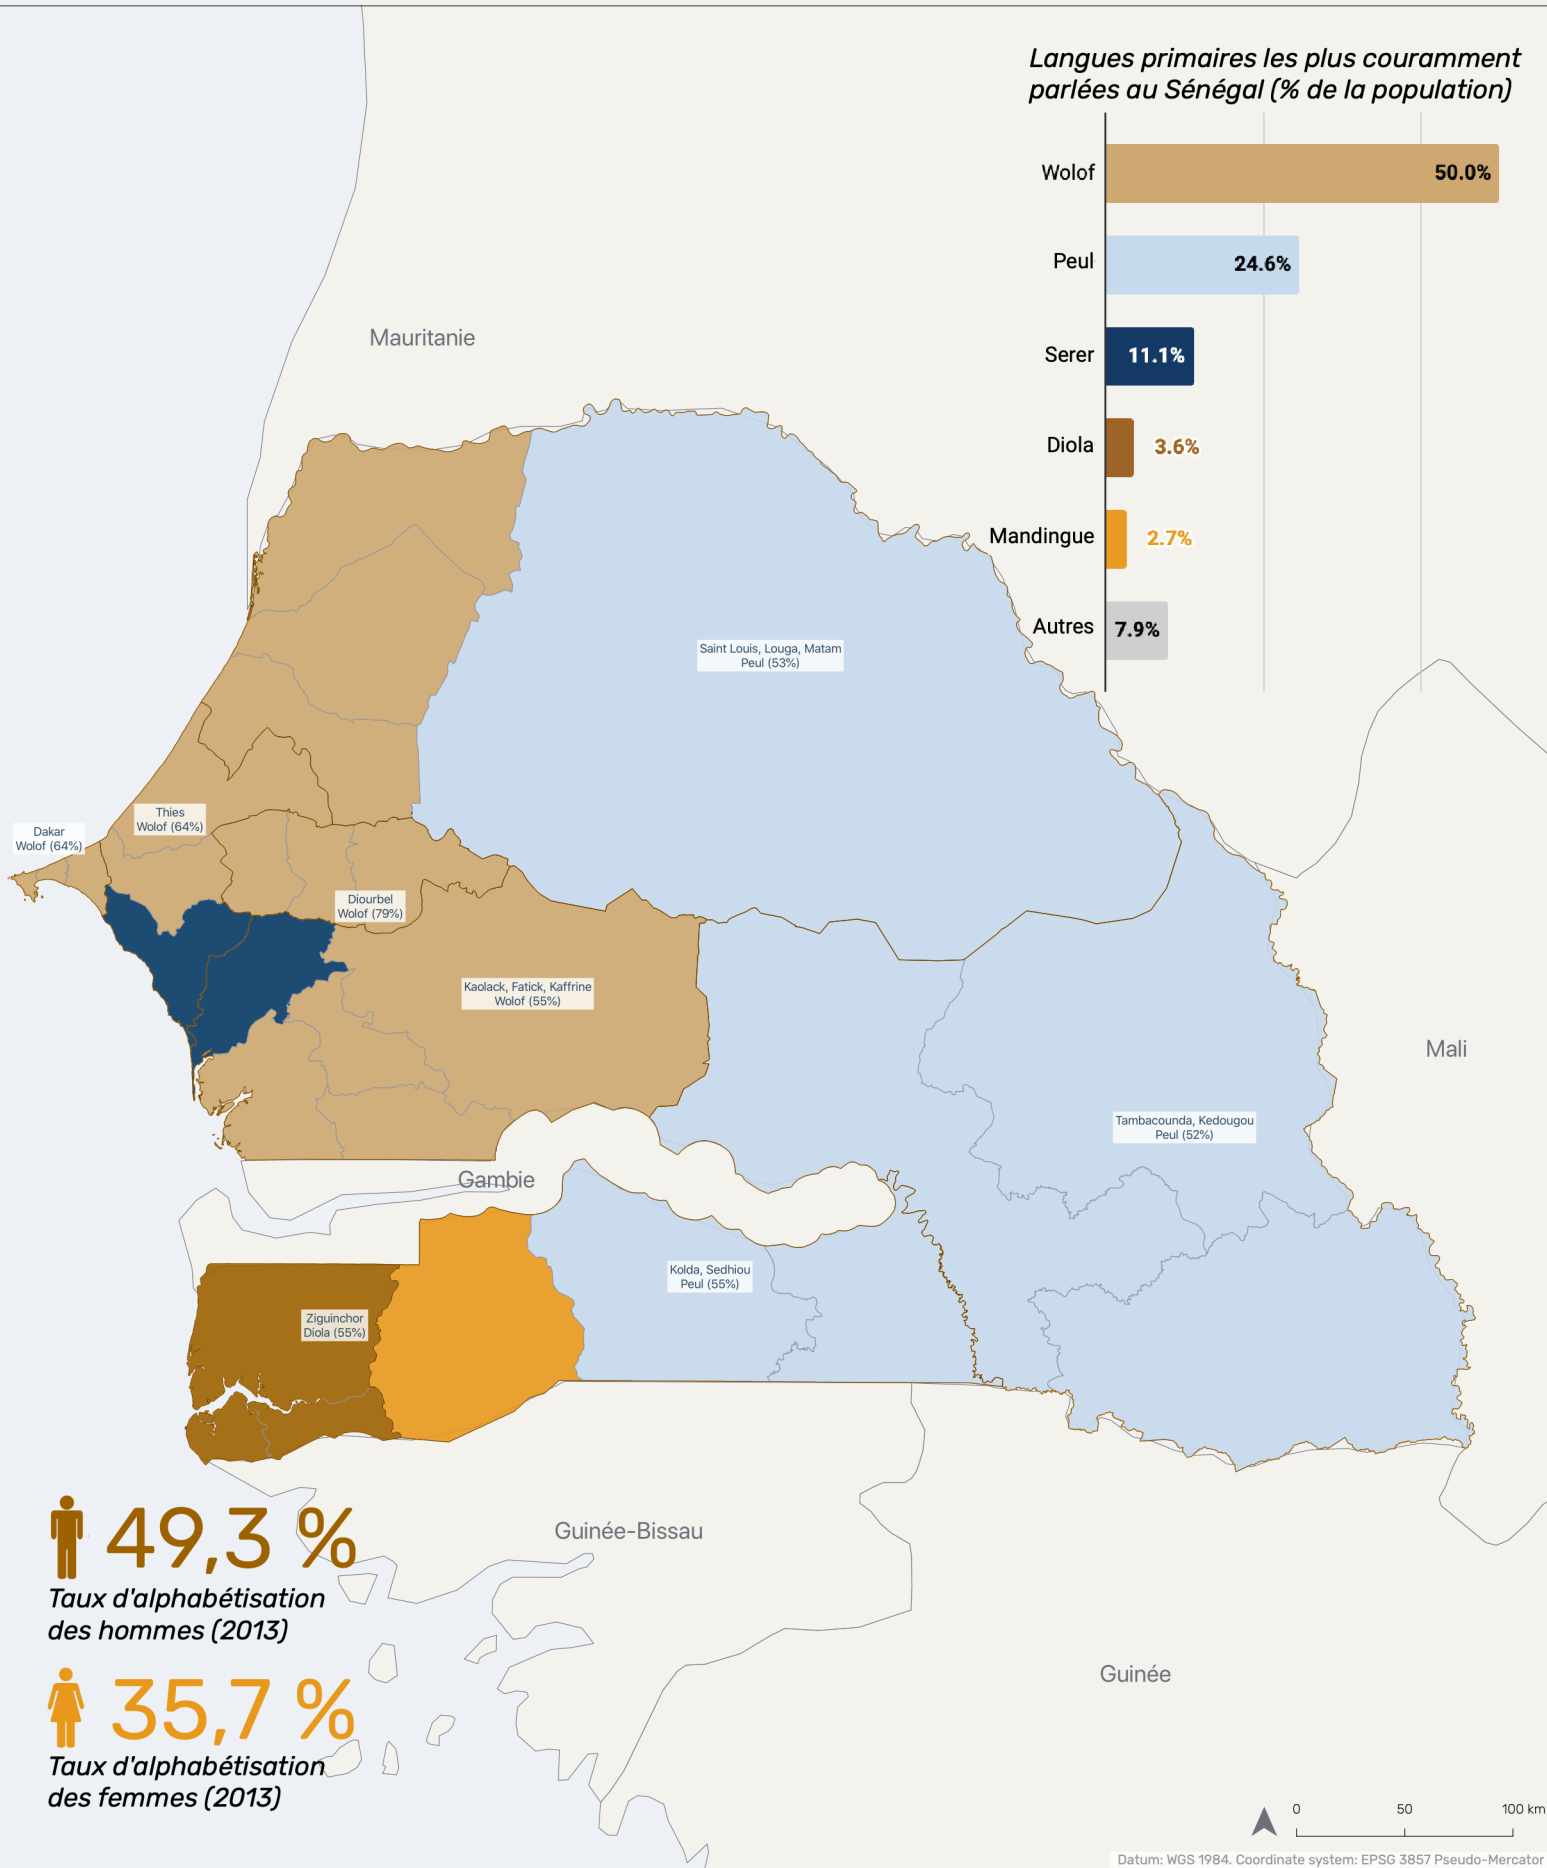 Langues primaires les plus couramment
parlées au Sénégal (% de la population)
Wolof
50.0%
Peul
24.6%
Serer
11.1%
Diola
3.6%
Mandingue
2.7%
Autres
7.9%
Mauritanie
Saint Louis, Louga, Matam
Peul (53%)
Thies
Wolof (64%)
Dakar
Wolof (64%)
Diourbel
Wolof (79%)
Kaolack, Fatick, Kaffrine
Wolof (55%)
Mali
Tambacounda, Kedougou
Peul (52%)
Gambie
Kolda, Sedhiou
Peul (55%)
Ziguinchor
Diola (55%)
49,3 %
Taux d'alphabétisation
des hommes (2013)
Guinée-Bissau
35,7 %
Taux d'alphabétisation
des femmes (2013)
Guinée
0 50 100 km
Datum: WGS 1984. Coordinate system: EPSG 3857 Pseudo-Mercator